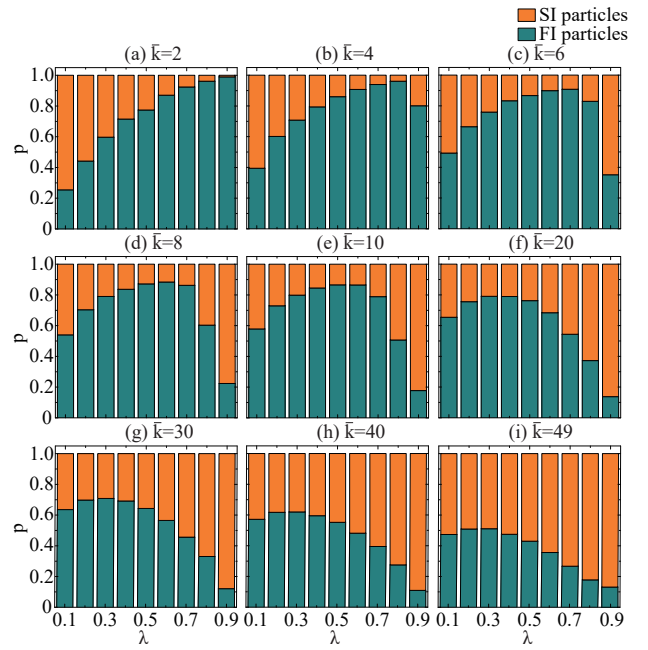 SI particles
FI particles
(a) k̄=2
(b) k̄=4
(c) k̄=6
p
1.0
0.8
0.6
0.4
0.2
0
(d) k̄=8
(e) k̄=10
(f) k̄=20
p
1.0
0.8
0.6
0.4
0.2
0
(g) k̄=30
(h) k̄=40
(i) k̄=49
p
1.0
0.8
0.6
0.4
0.2
0
0.1 0.3 0.5 0.7 0.9
0.1 0.3 0.5 0.7 0.9
0.1 0.3 0.5 0.7 0.9
λ
λ
λ